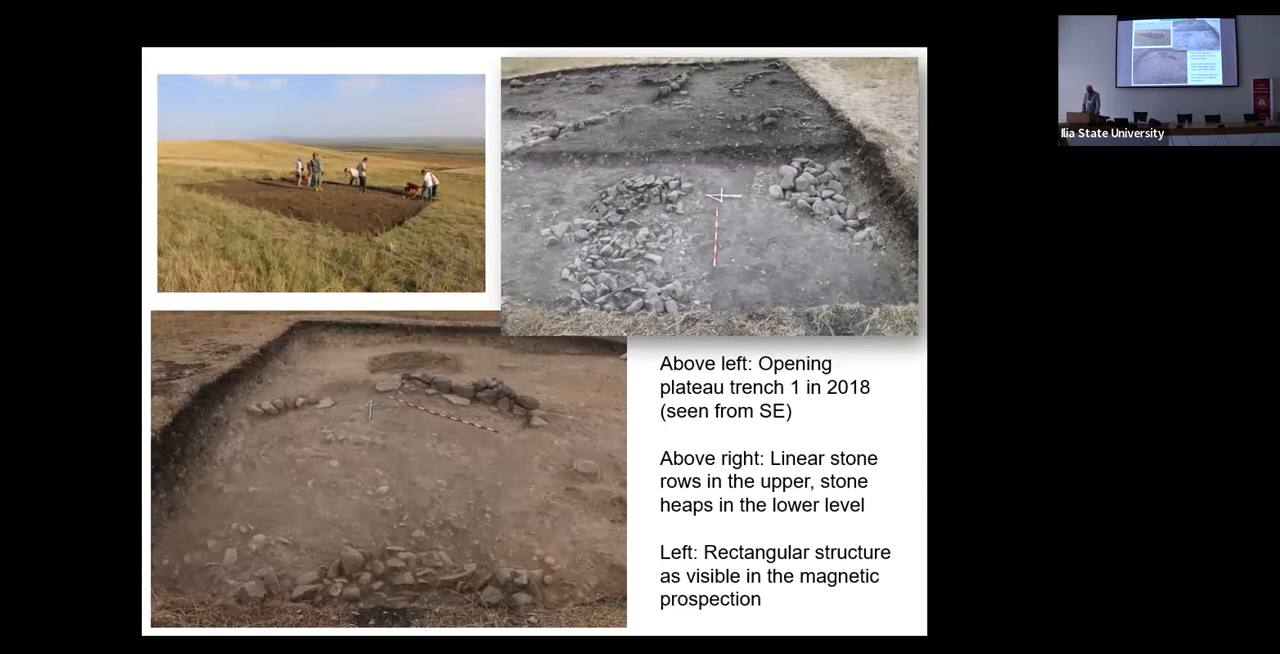 Above left: Opening
plateau trench 1 in 2018
(seen from SE)
Above right: Linear stone
rows in the upper, stone
heaps in the lower level
Left: Rectangular structure
as visible in the magnetic
prospection
Ilia State University